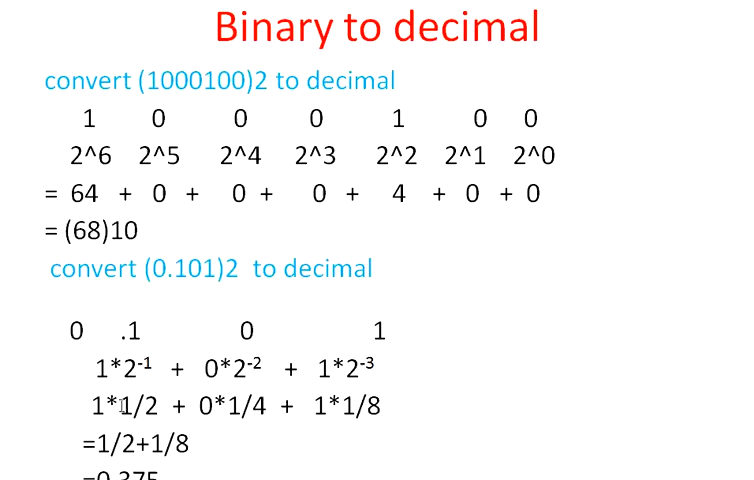 Binary to decimal
convert (1000100)2 to decimal
1 0 0 0 1 0 0
2^6 2^5 2^4 2^3 2^2 2^1 2^0
= 64 + 0 + 0 + 0 + 4 + 0 + 0
= (68)10
convert (0.101)2 to decimal
0 .1 0 1
1*2⁻¹ + 0*2⁻² + 1*2⁻³
1*1/2 + 0*1/4 + 1*1/8
=1/2+1/8
=0.375